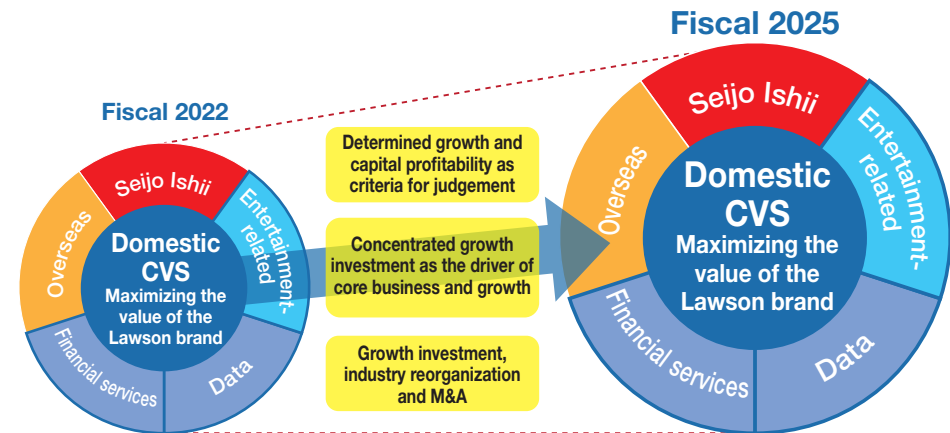 Fiscal 2022
Seijo Ishii
Overseas
Entertainment-
related
Domestic
CVS
Maximizing the
value of the
Lawson brand
Financial services
Data
Determined growth and
capital profitability as
criteria for judgement
Concentrated growth
investment as the driver of
core business and growth
Growth investment,
industry reorganization
and M&A
Fiscal 2025
Seijo Ishii
Overseas
Entertainment-
related
Domestic
CVS
Maximizing the
value of the
Lawson brand
Financial services
Data